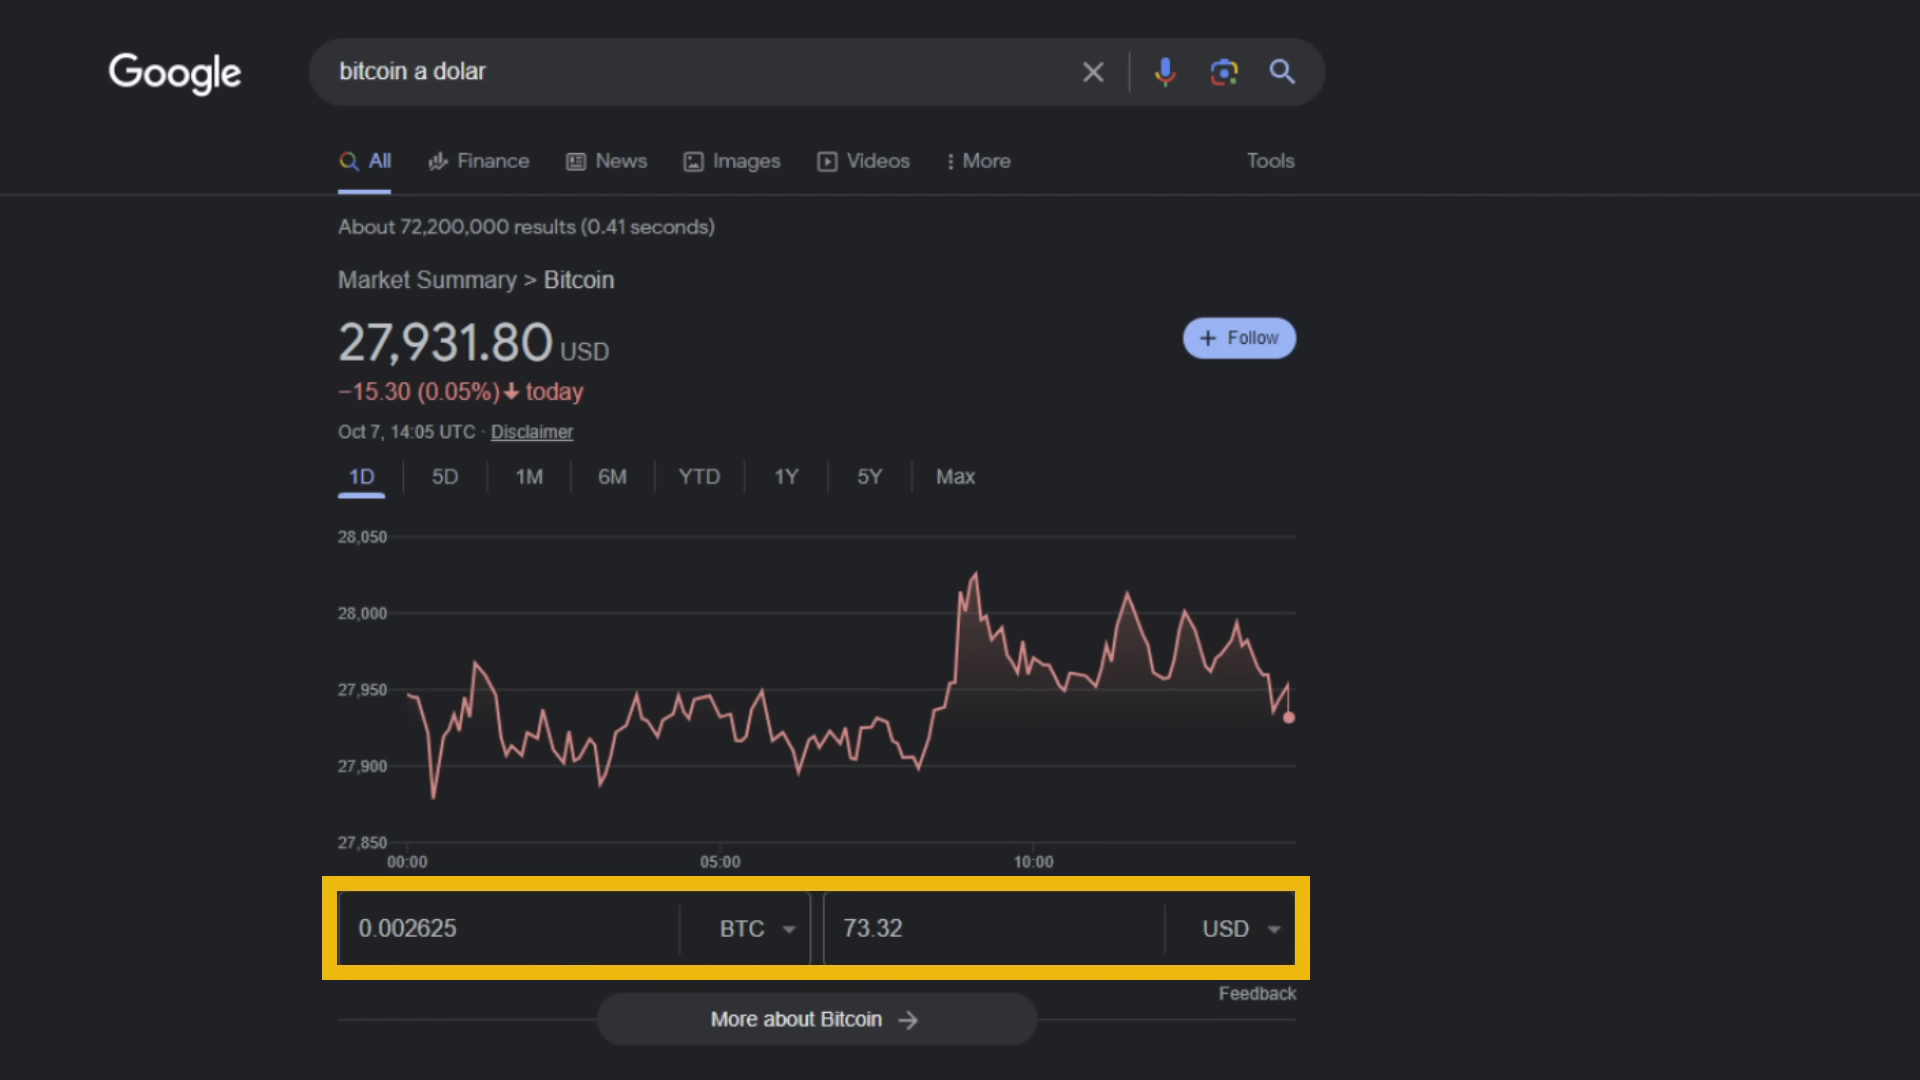 Google
bitcoin a dolar
All Finance News Images Videos More Tools
About 72,200,000 results (0.41 seconds)
Market Summary > Bitcoin
27,931.80 USD
+ Follow
−15.30 (0.05%) today
Oct 7, 14:05 UTC · Disclaimer
1D 5D 1M 6M YTD 1Y 5Y Max
28,050
28,000
27,950
27,900
27,850
00:00 05:00 10:00
0.002625 BTC 73.32 USD
Feedback
More about Bitcoin